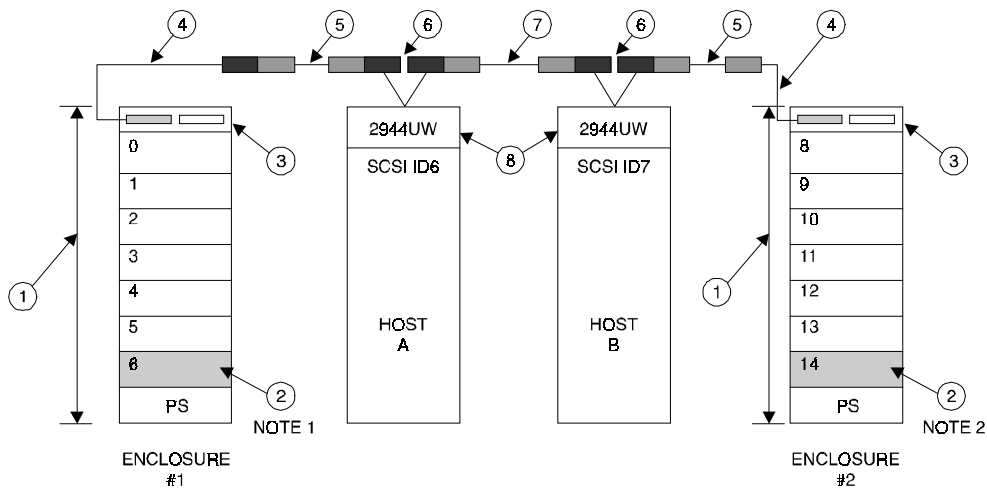 4 5 6 7 6 5 4
2944UW 2944UW
3 8 3
0 SCSI ID6 SCSI ID7 8
1 9
2 10
3 11
1 4 1 12
5 HOST HOST 13
A B
6 14
2 2
PS PS
NOTE 1 NOTE 2
ENCLOSURE ENCLOSURE
#1 #2